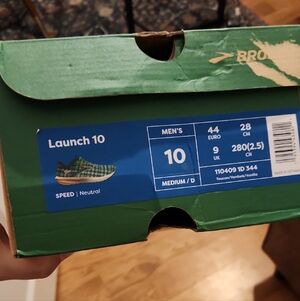 BRO
Launch 10
SPEED | Neutral
MEN'S
10
MEDIUM / D
44
EURO
28
CM
9
UK
280(2.5)
CH
110409 1D 344